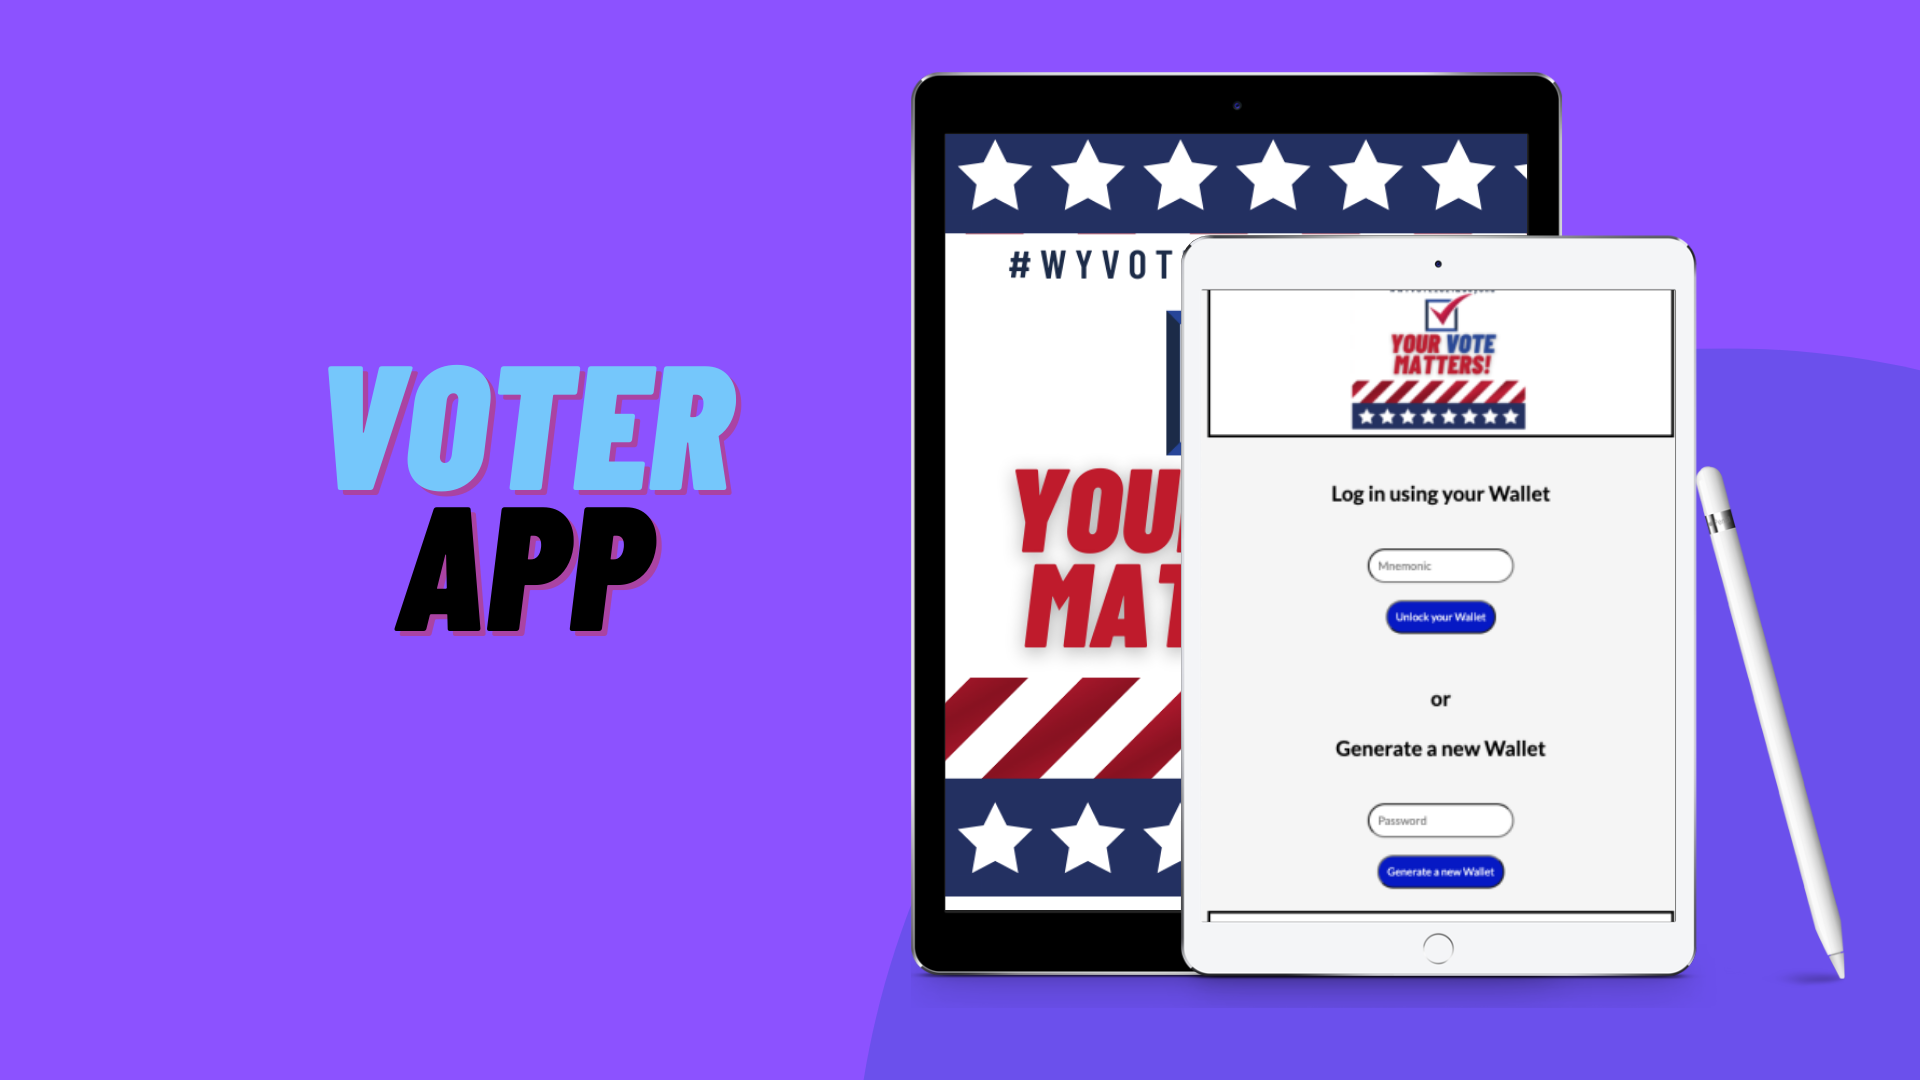 VOTER
APP
#WYVOT
YOU
MAT
YOUR VOTE
MATTERS!
Log in using your Wallet
Mnemonic
Unlock your Wallet
or
Generate a new Wallet
Password
Generate a new Wallet